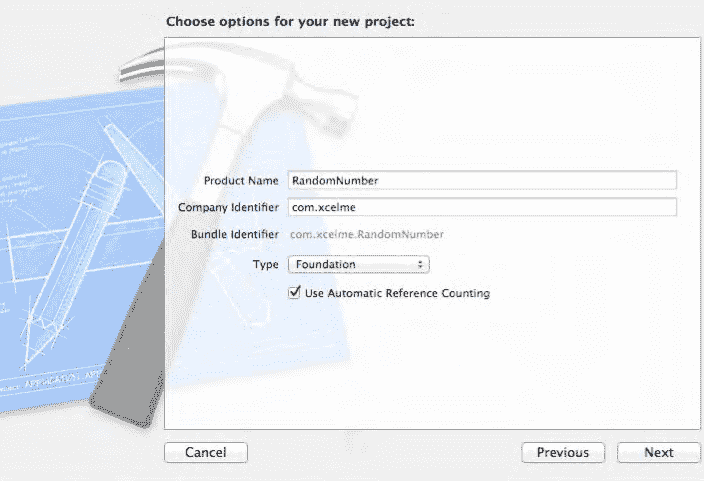 Choose options for your new project:
Product Name RandomNumber
Company Identifier com.xcelme
Bundle Identifier com.xcelme.RandomNumber
Type Foundation
Use Automatic Reference Counting
Cancel Previous Next